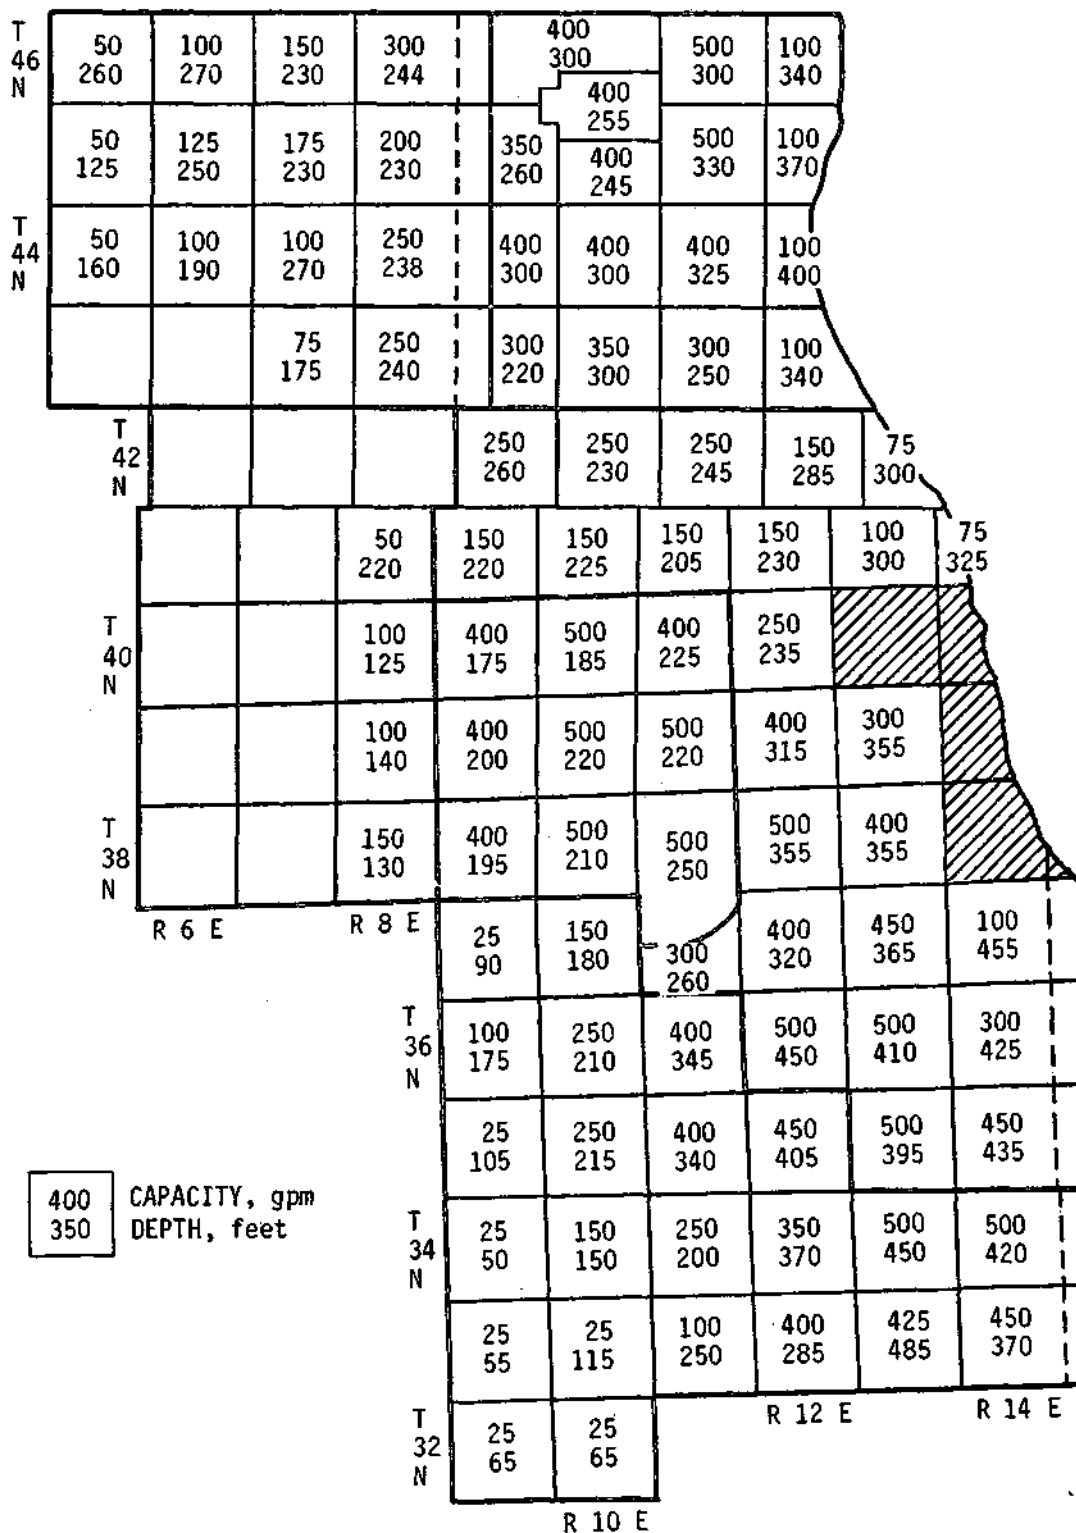 T
46
N
50 100 150 300 400 500 100
260 270 230 244 300 300 340
400
255
50 125 175 200 350 400 500 100
125 250 230 230 260 245 330 370
T
44
N
50 100 100 250 400 400 400 100
160 190 270 238 300 300 325 400
75 250 300 350 300 100
175 240 220 300 250 340
T
42
N
250 250 250 150 75
260 230 245 285 300
50 150 150 150 150 100 75
220 220 225 205 230 300 325
T
40
N
100 400 500 400 250
125 175 185 225 235
100 400 500 500 400 300
140 200 220 220 315 355
T
38
N
150 400 500 500 500 400
130 195 210 250 355 355
R 6 E R 8 E
25 150 300 400 450 100
90 180 260 320 365 455
T
36
N
100 250 400 500 500 300
175 210 345 450 410 425
25 250 400 450 500 450
105 215 340 405 395 435
400 CAPACITY, gpm
350 DEPTH, feet
T
34
N
25 150 250 350 500 500
50 150 200 370 450 420
25 25 100 400 425 450
55 115 250 285 485 370
R 12 E R 14 E
T
32
N
25 25
65 65
R 10 E